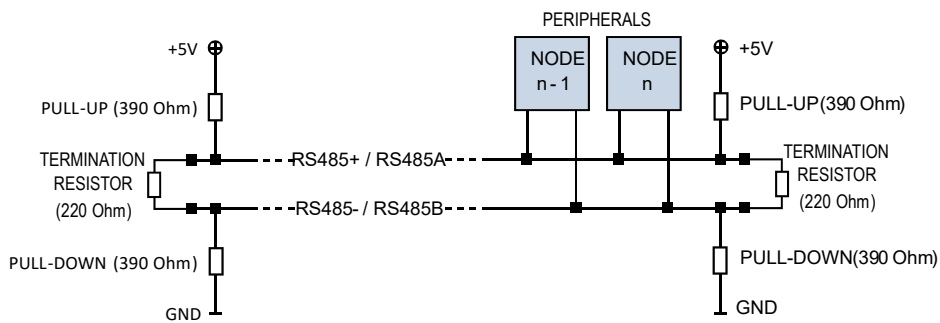 PERIPHERALS
+5V
NODE
n-1
NODE
n
+5V
PULL-UP (390 Ohm)
PULL-UP(390 Ohm)
TERMINATION
RESISTOR
(220 Ohm)
RS485+ / RS485A
RS485- / RS485B
TERMINATION
RESISTOR
(220 Ohm)
PULL-DOWN (390 Ohm)
PULL-DOWN(390 Ohm)
GND
GND